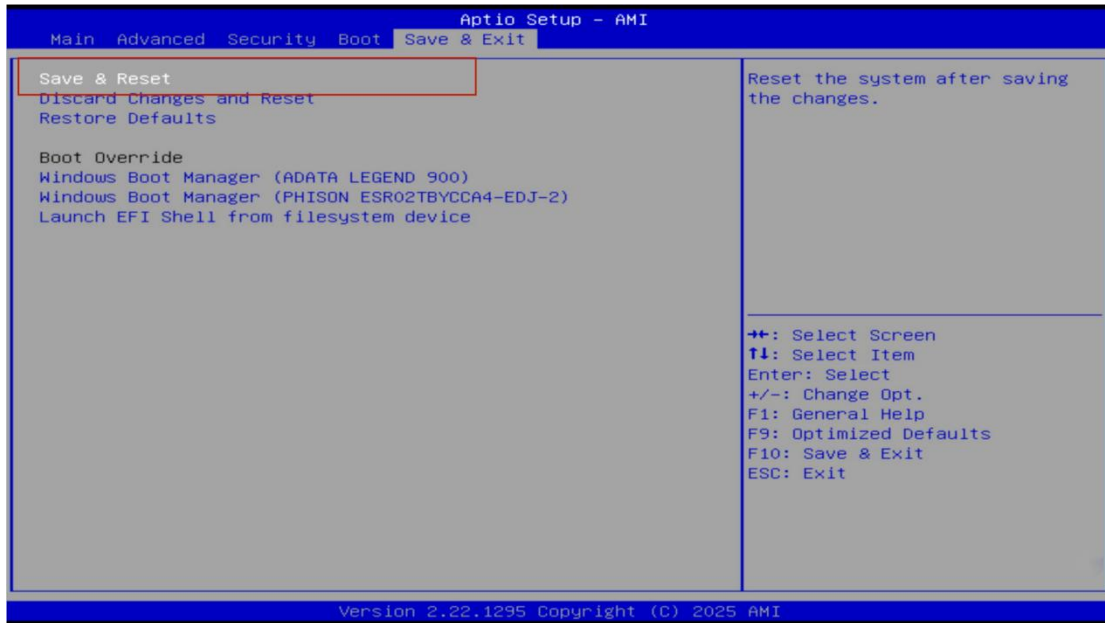 Aptio Setup - AMI
Main Advanced Security Boot Save & Exit
Save & Reset
Discard Changes and Reset
Restore Defaults
Boot Override
Windows Boot Manager (ADATA LEGEND 900)
Windows Boot Manager (PHISON ESR02TBYCCA4-EDJ-2)
Launch EFI Shell from filesystem device
Reset the system after saving
the changes.
→←: Select Screen
↑↓: Select Item
Enter: Select
+/-: Change Opt.
F1: General Help
F9: Optimized Defaults
F10: Save & Exit
ESC: Exit
Version 2.22.1295 Copyright (C) 2025 AMI